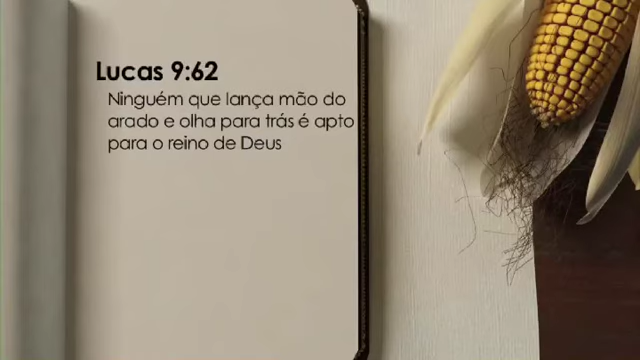 Lucas 9:62
Ninguém que lança mão do
arado e olha para trás é apto
para o reino de Deus